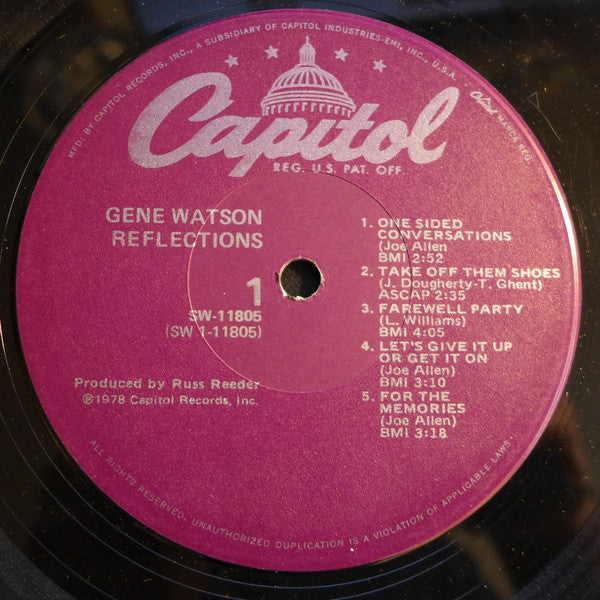 MFD. BY CAPITOL RECORDS, INC., A SUBSIDIARY OF CAPITOL INDUSTRIES-EMI, INC., U.S.A.
Capitol MARCA REG.
Capitol
REG. U.S. PAT. OFF.
GENE WATSON
REFLECTIONS
1
SW-11805
(SW 1-11805)
Produced by Russ Reeder
℗1978 Capitol Records, Inc.
1. ONE SIDED
CONVERSATIONS
(Joe Allen
BMI 2:52
2. TAKE OFF THEM SHOES
(J. Dougherty-T. Ghent)
ASCAP 2:35
3. FAREWELL PARTY
(L. Williams)
BMI 4:05
4. LET'S GIVE IT UP
OR GET IT ON
(Joe Allen)
BMI 3:10
5. FOR THE
MEMORIES
(Joe Allen)
BMI 3:18
ALL RIGHTS RESERVED. UNAUTHORIZED DUPLICATION IS A VIOLATION OF APPLICABLE LAWS